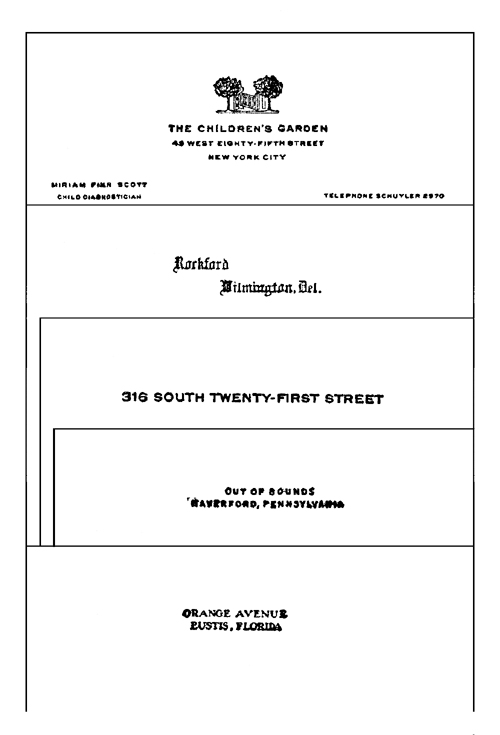 THE CHILDREN'S GARDEN
43 WEST EIGHTY-FIFTH STREET
NEW YORK CITY
MIRIAM FINN SCOTT
CHILD DIAGNOSTICIAN
TELEPHONE SCHUYLER 2970
Rockford
Wilmington, Del.
316 SOUTH TWENTY-FIRST STREET
OUT OF BOUNDS
HAVERFORD, PENNSYLVANIA
ORANGE AVENUE
EUSTIS, FLORIDA